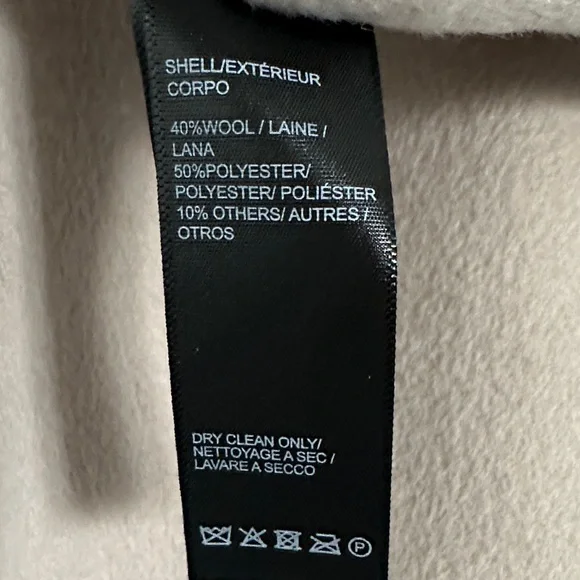 SHELL/EXTÉRIEUR
CORPO
40%WOOL / LAINE /
LANA
50%POLYESTER/
POLYESTER/ POLIÉSTER
10% OTHERS/ AUTRES /
OTROS
DRY CLEAN ONLY/
NETTOYAGE A SEC /
LAVARE A SECCO
P